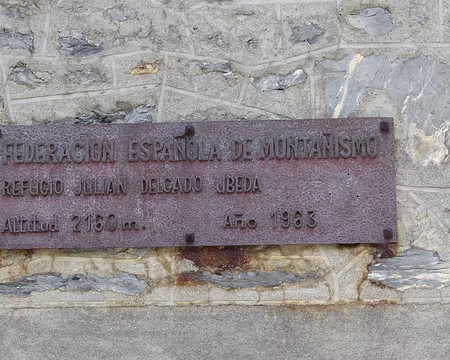 FEDERACION ESPAÑOLA DE MONTAÑISMO
REFUGIO JULIAN DELGADO UBEDA
Altitud 2160 m. Año 1963